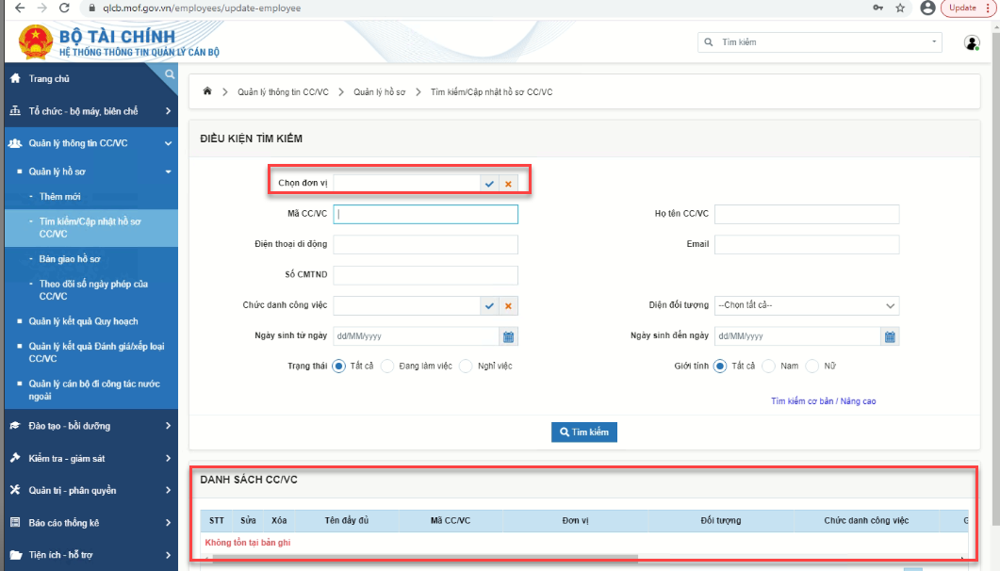 qlcb.mof.gov.vn/employees/update-employee
Update
BỘ TÀI CHÍNH
HỆ THỐNG THÔNG TIN QUẢN LÝ CÁN BỘ
Tìm kiếm
Trang chủ
Tổ chức - bộ máy, biên chế
Quản lý thông tin CC/VC
Quản lý hồ sơ
- Thêm mới
- Tìm kiếm/Cập nhật hồ sơ
CC/VC
- Bàn giao hồ sơ
- Theo dõi số ngày phép của
CC/VC
Quản lý kết quả Quy hoạch
Quản lý kết quả Đánh giá/xếp loại
CC/VC
Quản lý cán bộ đi công tác nước
ngoài
Đào tạo - bồi dưỡng
Kiểm tra - giám sát
Quản trị - phân quyền
Báo cáo thống kê
Tiện ích - hỗ trợ
Quản lý thông tin CC/VC > Quản lý hồ sơ > Tìm kiếm/Cập nhật hồ sơ CC/VC
ĐIỀU KIỆN TÌM KIẾM
Chọn đơn vị
Mã CC/VC
Họ tên CC/VC
Điện thoại di động
Email
Số CMTND
Chức danh công việc
Diện đối tượng --Chọn tất cả--
Ngày sinh từ ngày dd/MM/yyyy
Ngày sinh đến ngày dd/MM/yyyy
Trạng thái Tất cả Đang làm việc Nghỉ việc
Giới tính Tất cả Nam Nữ
Tìm kiếm cơ bản / Nâng cao
Tìm kiếm
DANH SÁCH CC/VC
STT Sửa Xóa Tên đầy đủ Mã CC/VC Đơn vị Đối tượng Chức danh công việc G
Không tồn tại bản ghi